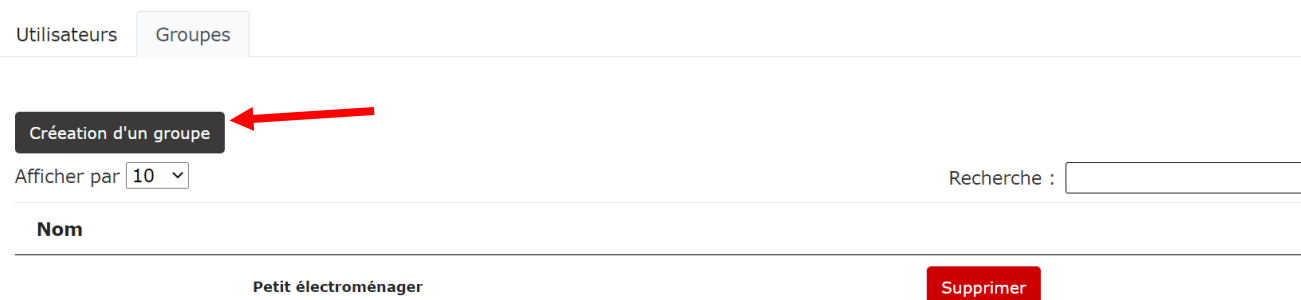 Utilisateurs Groupes
Créeation d'un groupe
Afficher par 10 Recherche :
Nom
Petit électroménager Supprimer